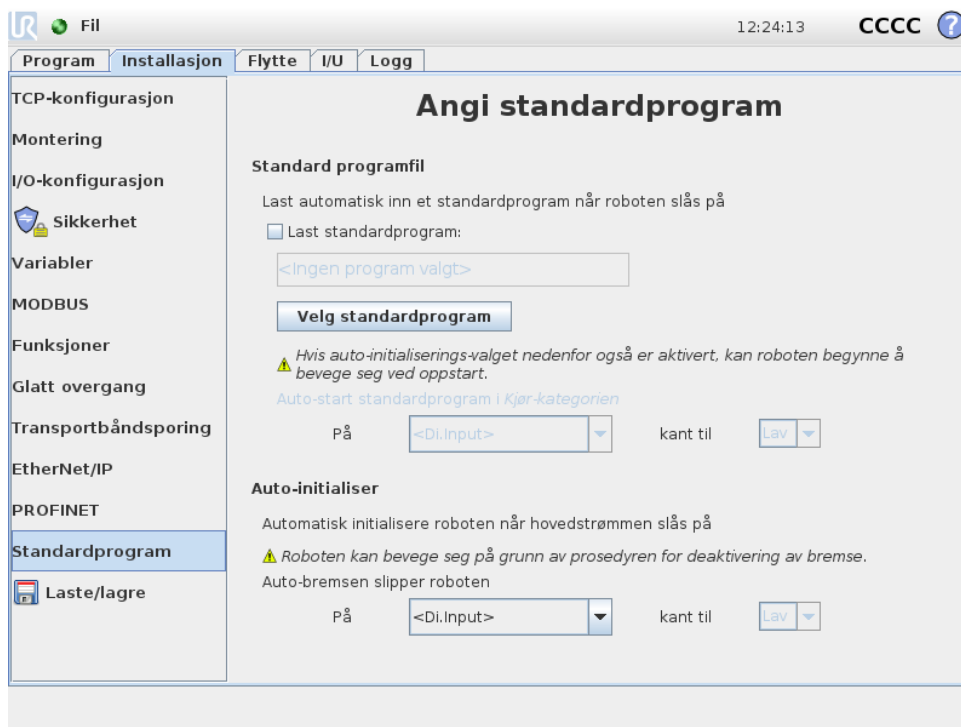 UR Fil 12:24:13 CCCC ?
Program Installasjon Flytte I/U Logg
TCP-konfigurasjon
Montering
I/O-konfigurasjon
Sikkerhet
Variabler
MODBUS
Funksjoner
Glatt overgang
Transportbåndsporing
EtherNet/IP
PROFINET
Standardprogram
Laste/lagre
Angi standardprogram
Standard programfil
Last automatisk inn et standardprogram når roboten slås på
Last standardprogram:
<Ingen program valgt>
Velg standardprogram
Hvis auto-initialiserings-valget nedenfor også er aktivert, kan roboten begynne å
bevege seg ved oppstart.
Auto-start standardprogram i Kjør-kategorien
På <Di.Input> kant til Lav
Auto-initialiser
Automatisk initialisere roboten når hovedstrømmen slås på
Roboten kan bevege seg på grunn av prosedyren for deaktivering av bremse.
Auto-bremsen slipper roboten
På <Di.Input> kant til Lav